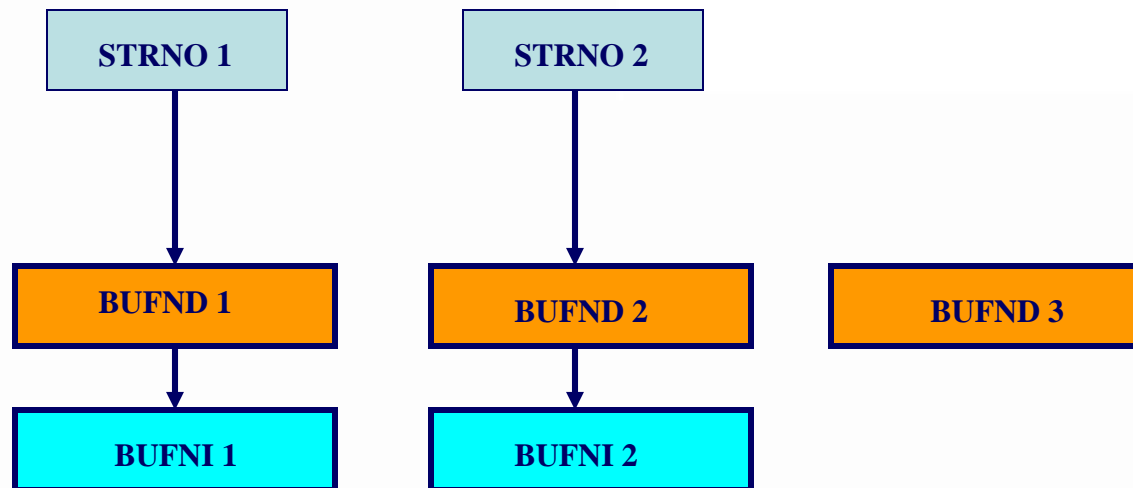 STRNO 1
STRNO 2
BUFND 1
BUFND 2
BUFND 3
BUFNI 1
BUFNI 2